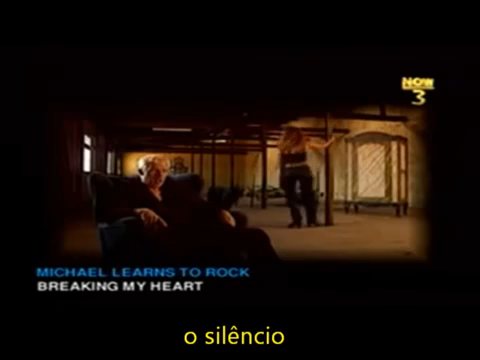 NOW
3
MICHAEL LEARNS TO ROCK
BREAKING MY HEART
o silêncio